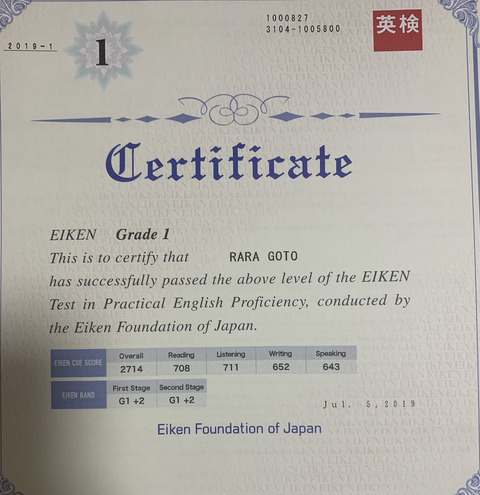 2019-1
1
1000827
3104-1005800
英検
Certificate
EIKEN Grade 1
This is to certify that RARA GOTO
has successfully passed the above level of the EIKEN
Test in Practical English Proficiency, conducted by
the Eiken Foundation of Japan.
EIKEN CSE SCORE Overall Reading Listening Writing Speaking
2714 708 711 652 643
EIKEN BAND First Stage Second Stage
G1 +2 G1 +2
Jul. 5,2019
Eiken Foundation of Japan